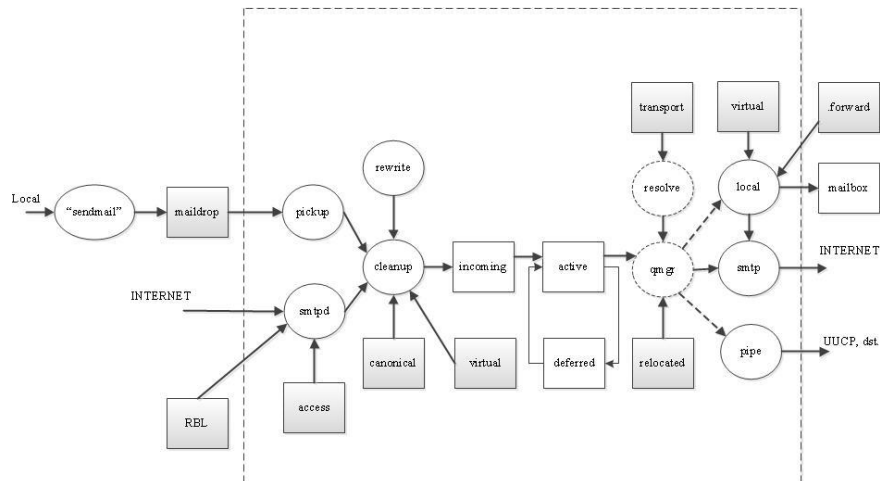 transport
virtual
.forward
rewrite
Local
"sendmail"
maildrop
pickup
resolve
local
mailbox
cleanup
incoming
active
qmgr
smtp
INTERNET
INTERNET
smtpd
canonical
virtual
deferred
relocated
pipe
UUCP, dst.
RBL
access